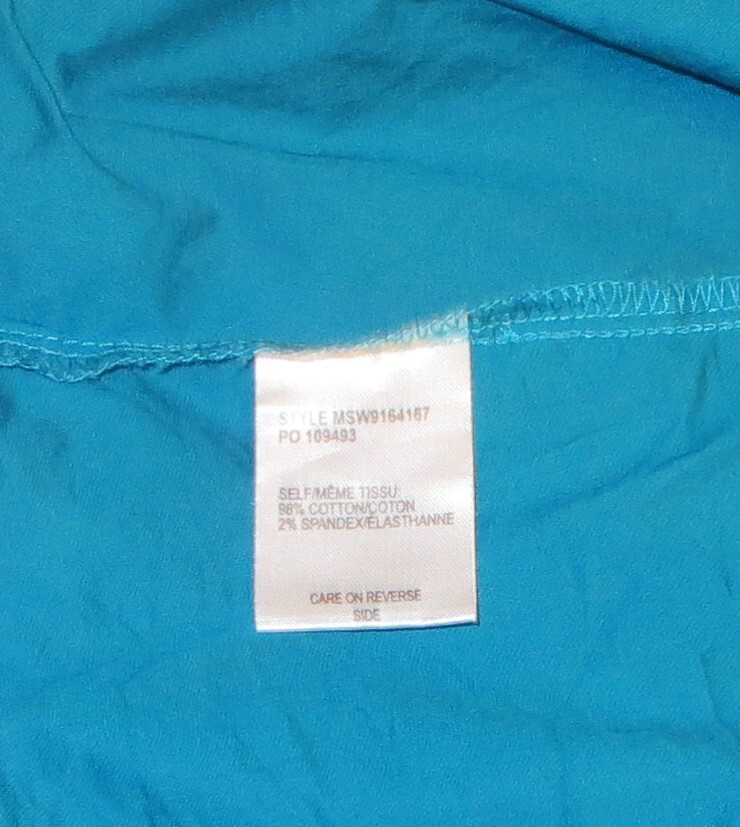 STYLE MSW9164167
PO 109493
SELF/MÊME TISSU:
98% COTTON/COTON
2% SPANDEX/ÉLASTHANNE
CARE ON REVERSE
SIDE